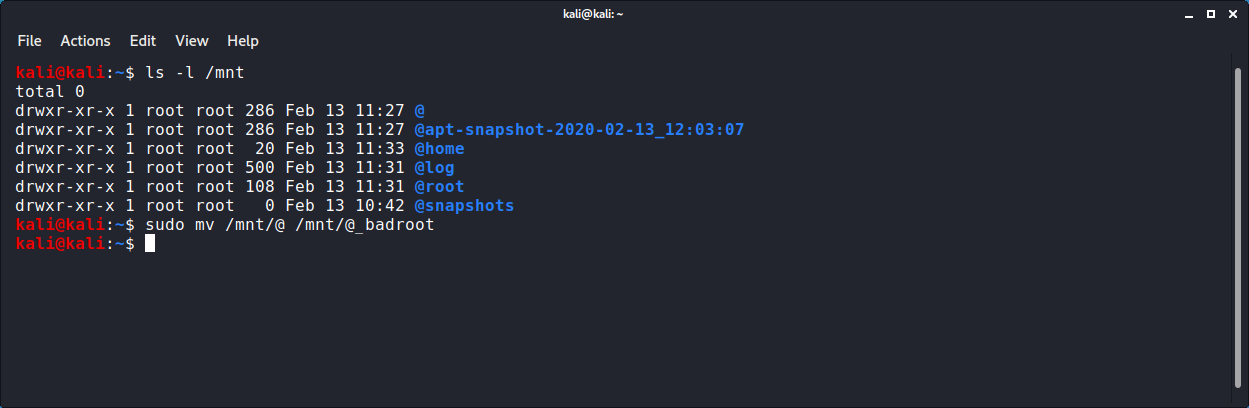 kali@kali: ~
File Actions Edit View Help
kali@kali:~$ ls -l /mnt
total 0
drwxr-xr-x 1 root root 286 Feb 13 11:27 @
drwxr-xr-x 1 root root 286 Feb 13 11:27 @apt-snapshot-2020-02-13_12:03:07
drwxr-xr-x 1 root root  20 Feb 13 11:33 @home
drwxr-xr-x 1 root root 500 Feb 13 11:31 @log
drwxr-xr-x 1 root root 108 Feb 13 11:31 @root
drwxr-xr-x 1 root root   0 Feb 13 10:42 @snapshots
kali@kali:~$ sudo mv /mnt/@ /mnt/@_badroot
kali@kali:~$